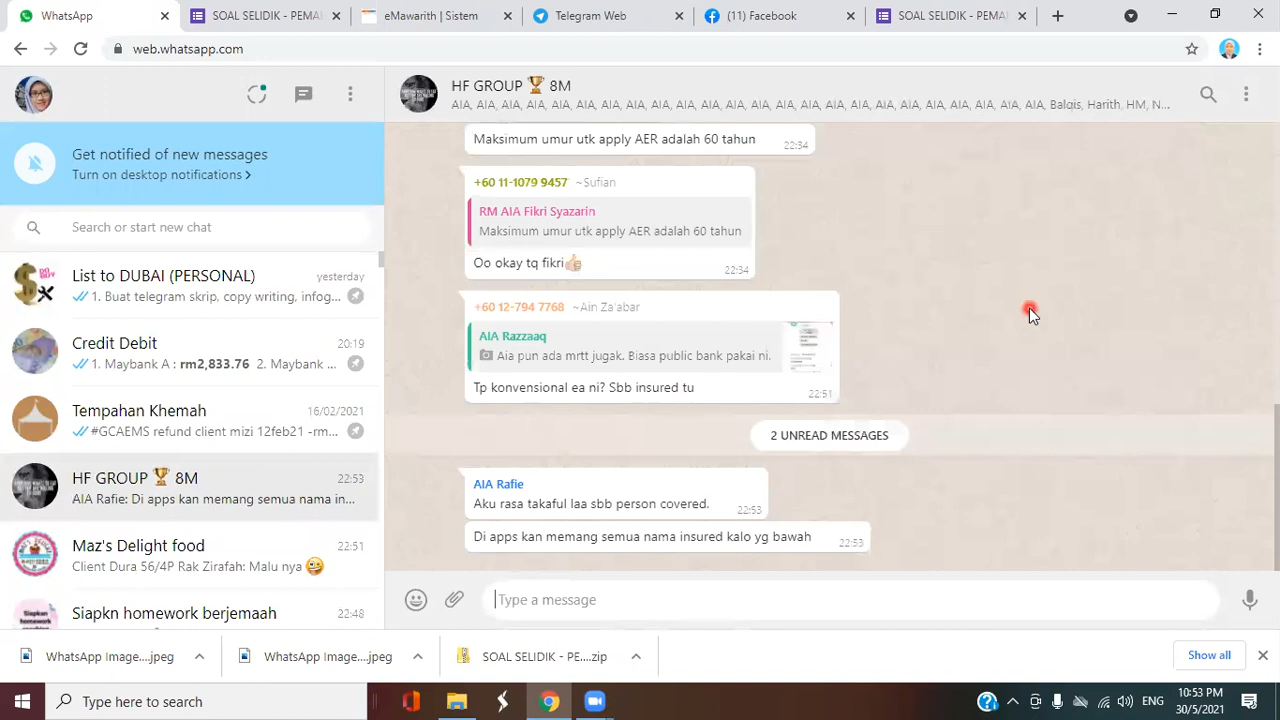 WhatsApp
SOAL SELIDIK - PEMA
eMawarith | Sistem
Telegram Web
(11) Facebook
SOAL SELIDIK - PEMA
web.whatsapp.com
HF GROUP 🏆 8M
AIA, AIA, AIA, AIA, AIA, AIA, AIA, AIA, AIA, AIA, AIA, AIA, AIA, AIA, AIA, AIA, AIA, AIA, AIA, AIA, AIA, AIA, AIA, AIA, Balqis, Harith, HM, N...
Get notified of new messages
Turn on desktop notifications >
Search or start new chat
List to DUBAI (PERSONAL)
yesterday
1. Buat telegram skrip, copy writing, infog...
Credit Debit
20:19
1. Maybank A : rm2,833.76 2. Maybank ...
Tempahan Khemah
16/02/2021
#GCAEMS refund client mizi 12feb21 -rm...
HF GROUP 🏆 8M
22:53
AIA Rafie: Di apps kan memang semua nama in...
Maz's Delight food
22:51
Client Dura 56/4P Rak Zirafah: Malu nya 🤪
Siapkn homework berjemaah
22:48
Maksimum umur utk apply AER adalah 60 tahun
22:34
+60 11-1079 9457 ~Sufian
RM AIA Fikri Syazarin
Maksimum umur utk apply AER adalah 60 tahun
Oo okay tq fikri👍🏻
22:34
+60 12-794 7768 ~Ain Za'abar
AIA Razzaaq
Aia pun ada mrtt jugak. Biasa public bank pakai ni.
Tp konvensional ea ni? Sbb insured tu
22:51
2 UNREAD MESSAGES
AIA Rafie
Aku rasa takaful laa sbb person covered.
22:53
Di apps kan memang semua nama insured kalo yg bawah
22:53
Type a message
WhatsApp Image....jpeg
WhatsApp Image....jpeg
SOAL SELIDIK - PE....zip
Show all
Type here to search
ENG
10:53 PM
30/5/2021